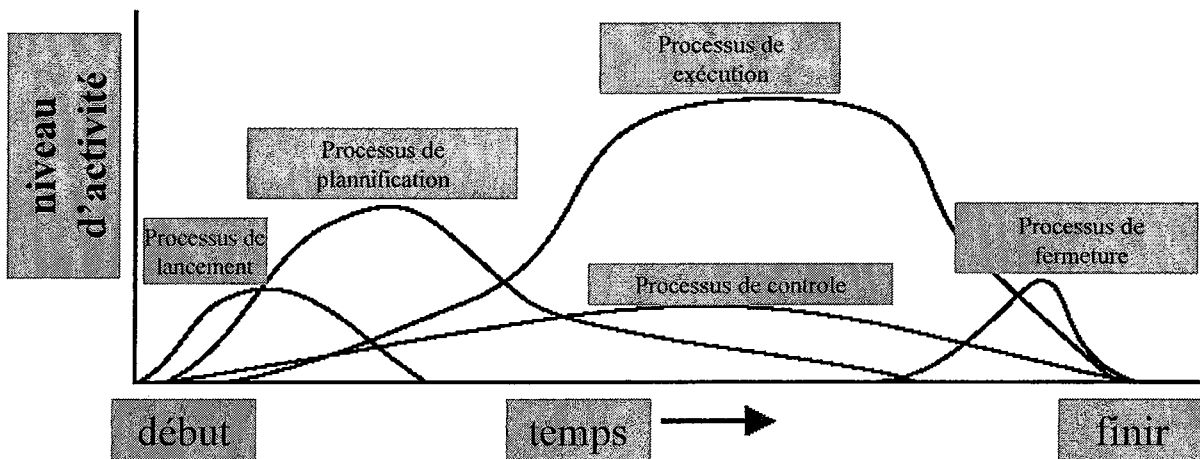 niveau
d'activité
Processus de
lancement
Processus de
plannification
Processus de
exécution
Processus de controle
Processus de
fermeture
début
temps
finir